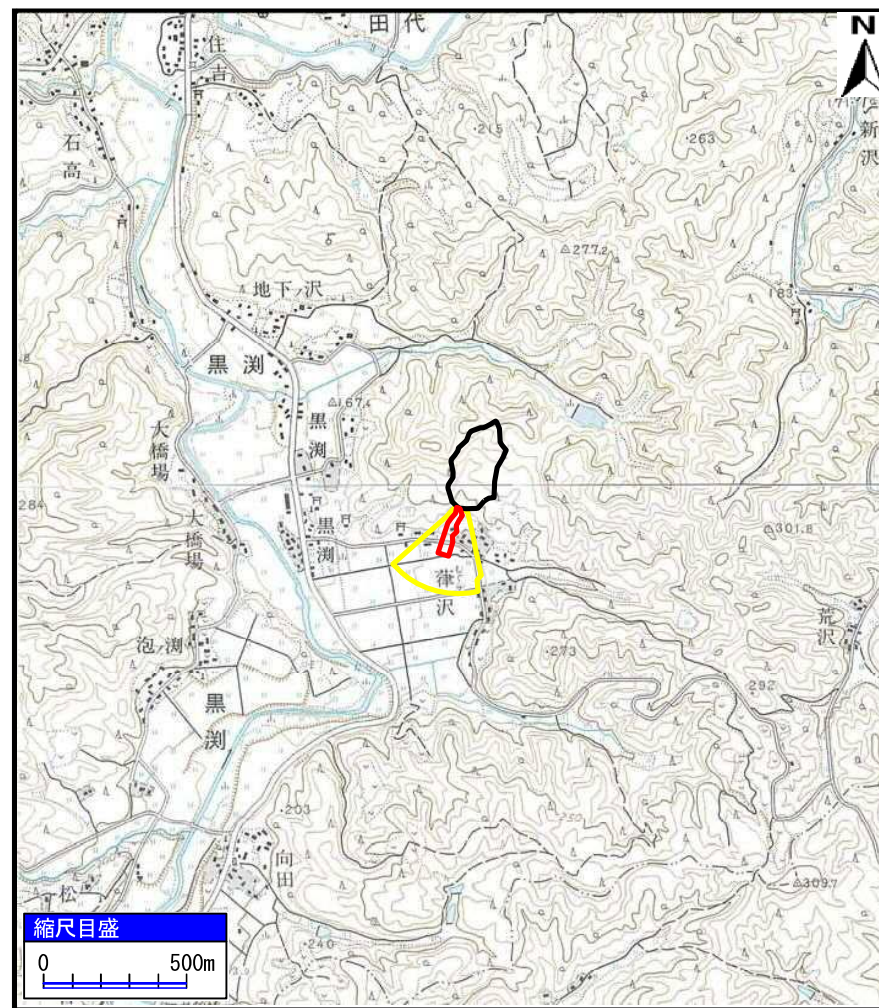 田代
N
住吉
石高
新沢
・215
・263
△277.2
地下ノ沢
183
黒渕
△167.4
黒渕
大橋場
284
大橋場
黒渕
△301.8
葎沢
荒沢
泡ノ渕
・273
292
黒渕
・203
向田
△309.7
松
・240
縮尺目盛
0
500m